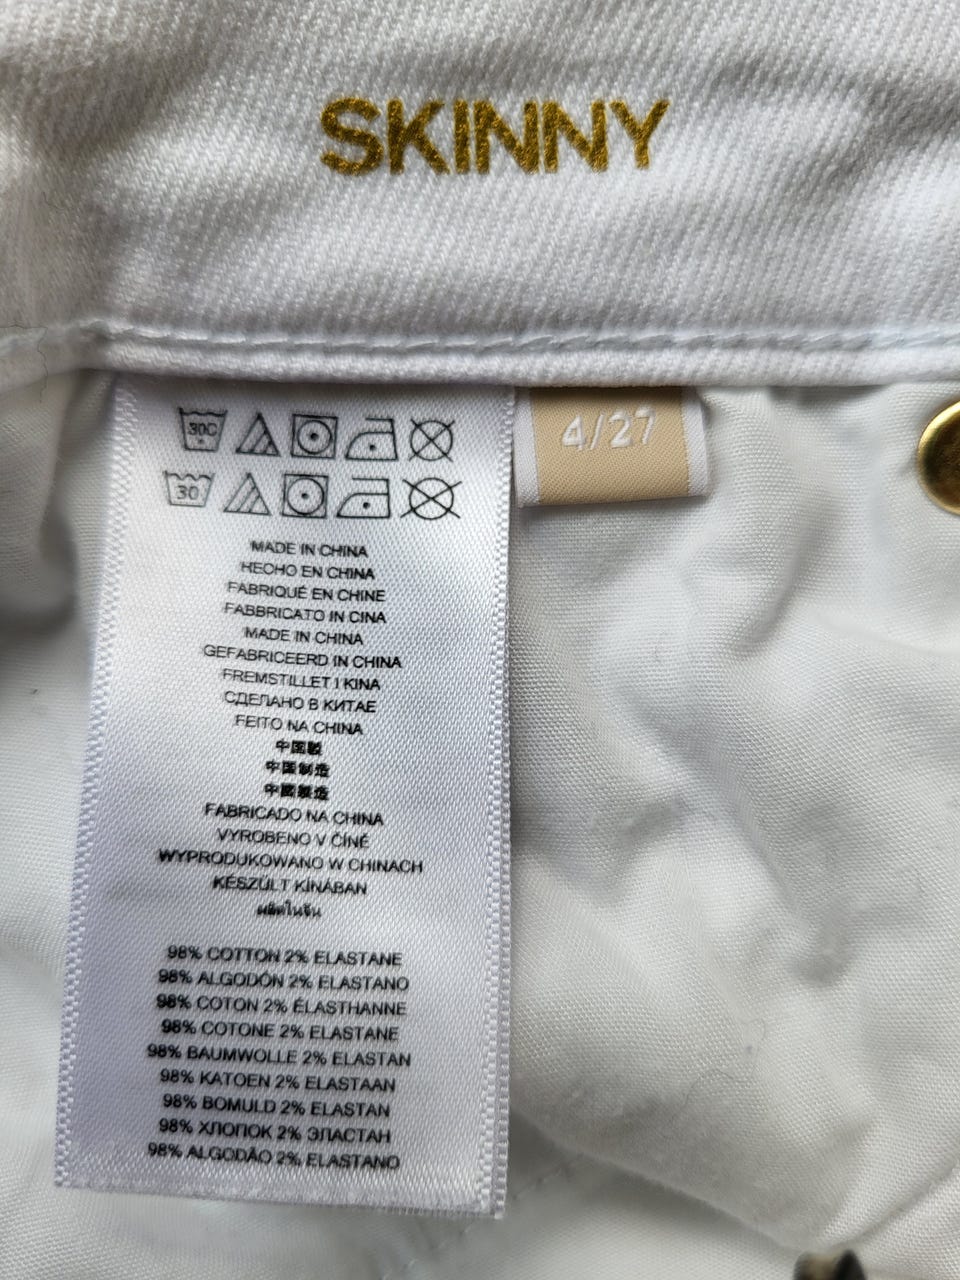 SKINNY
4/27
30C
30
MADE IN CHINA
HECHO EN CHINA
FABRIQUÉ EN CHINE
FABBRICATO IN CINA
MADE IN CHINA
GEFABRICEERD IN CHINA
FREMSTILLET I KINA
СДЕЛАНО В КИТАЕ
FEITO NA CHINA
中国製
中国制造
中國製造
FABRICADO NA CHINA
VYROBENO V ČÍNĚ
WYPRODUKOWANO W CHINACH
KÉSZÜLT KÍNÁBAN
ผลิตในจีน
98% COTTON 2% ELASTANE
98% ALGODÓN 2% ELASTANO
98% COTON 2% ÉLASTHANNE
98% COTONE 2% ELASTANE
98% BAUMWOLLE 2% ELASTAN
98% KATOEN 2% ELASTAAN
98% BOMULD 2% ELASTAN
98% ХЛОПОК 2% ЭЛАСТАН
98% ALGODÃO 2% ELASTANO